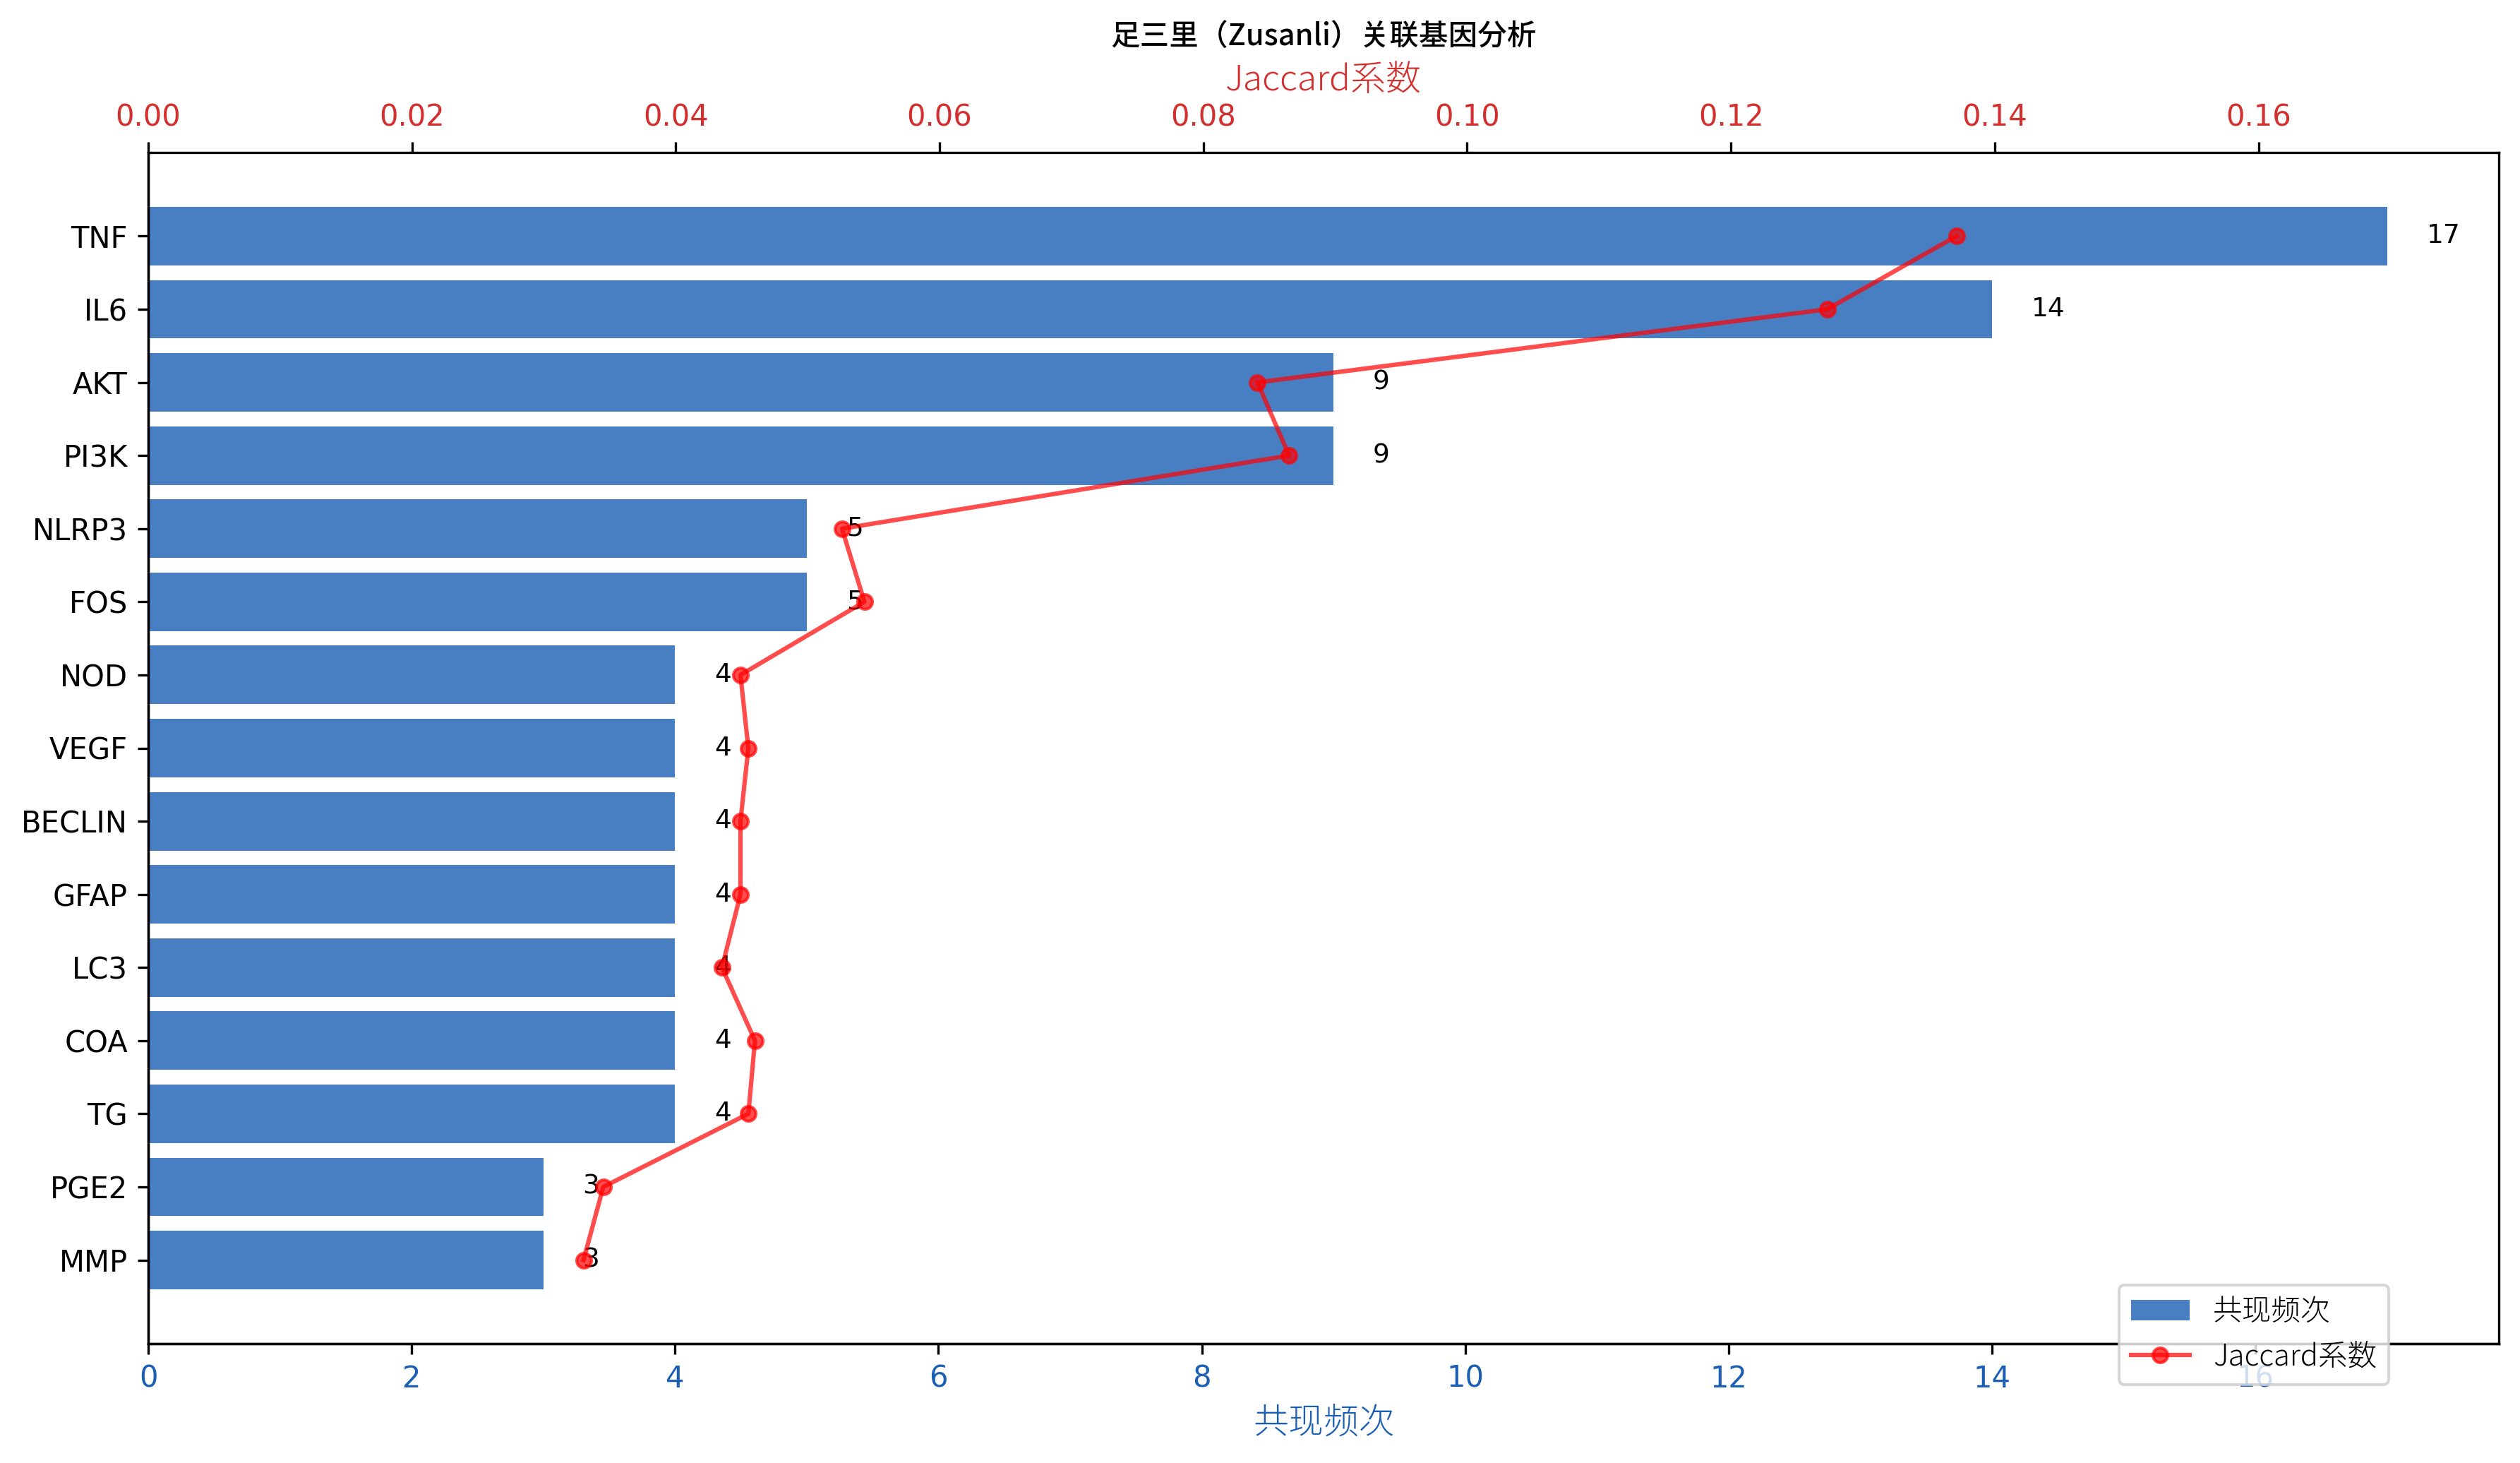 足三里（Zusanli）关联基因分析
Jaccard系数
0.00 0.02 0.04 0.06 0.08 0.10 0.12 0.14 0.16
TNF 17
IL6 14
AKT 9
PI3K 9
NLRP3 5
FOS 5
NOD 4
VEGF 4
BECLIN 4
GFAP 4
LC3 4
COA 4
TG 4
PGE2 3
MMP 3
共现频次
Jaccard系数
0 2 4 6 8 10 12 14 16
共现频次